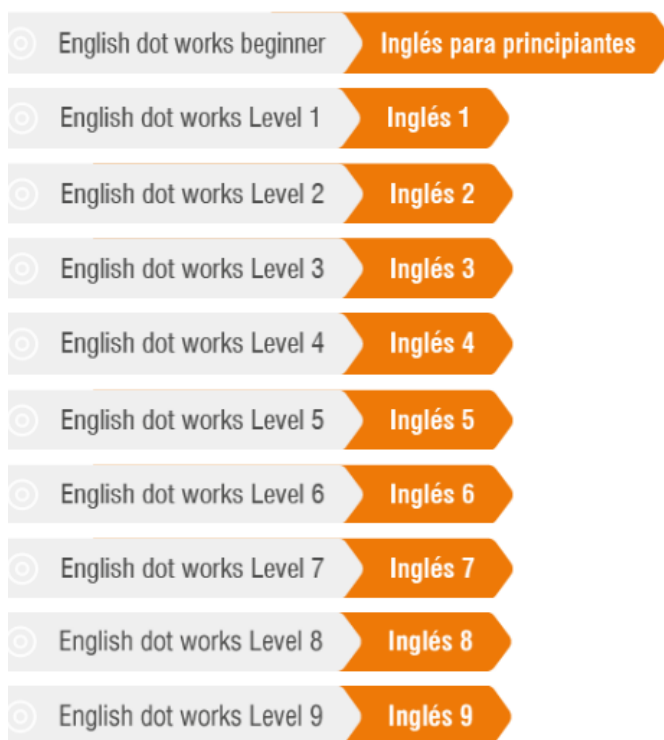 English dot works beginner Inglés para principiantes
English dot works Level 1 Inglés 1
English dot works Level 2 Inglés 2
English dot works Level 3 Inglés 3
English dot works Level 4 Inglés 4
English dot works Level 5 Inglés 5
English dot works Level 6 Inglés 6
English dot works Level 7 Inglés 7
English dot works Level 8 Inglés 8
English dot works Level 9 Inglés 9